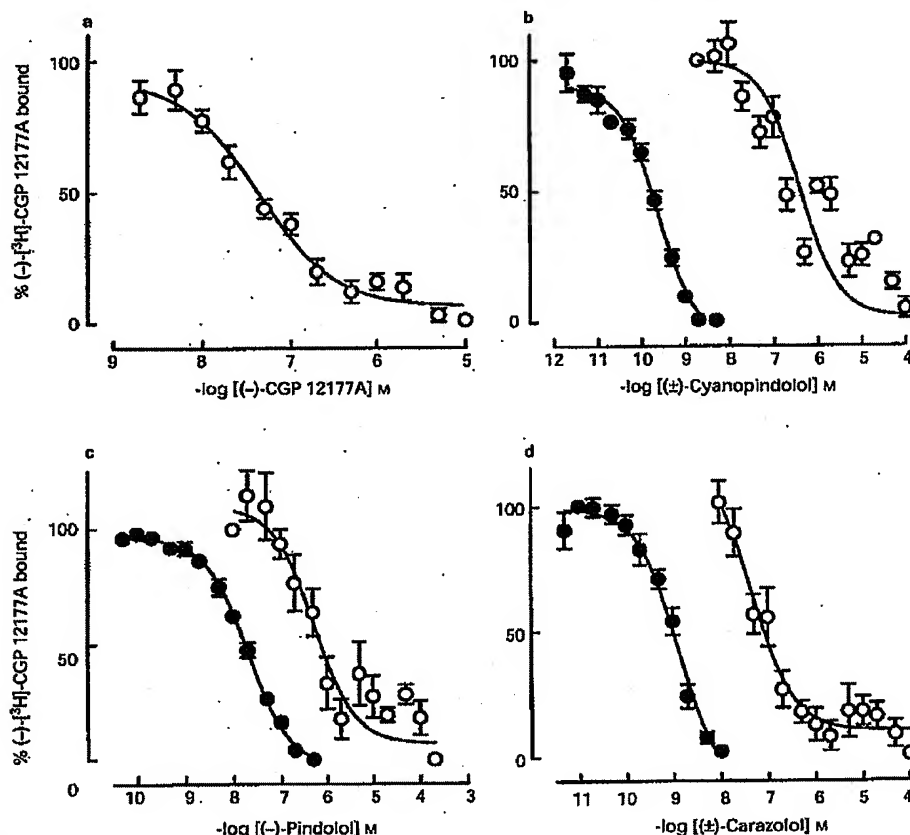 a
% (–)-[³H]-CGP 12177A bound
100
50
0
9 8 7 6 5
-log [(–)-CGP 12177A] M
b
100
50
0
12 11 10 9 8 7 6 5 4
-log [(±)-Cyanopindolol] M
c
% (–)-[³H]-CGP 12177A bound
100
50
0
10 9 8 7 6 5 4 3
-log [(–)-Pindolol] M
d
100
50
0
11 10 9 8 7 6 5 4
-log [(±)-Carazolol] M